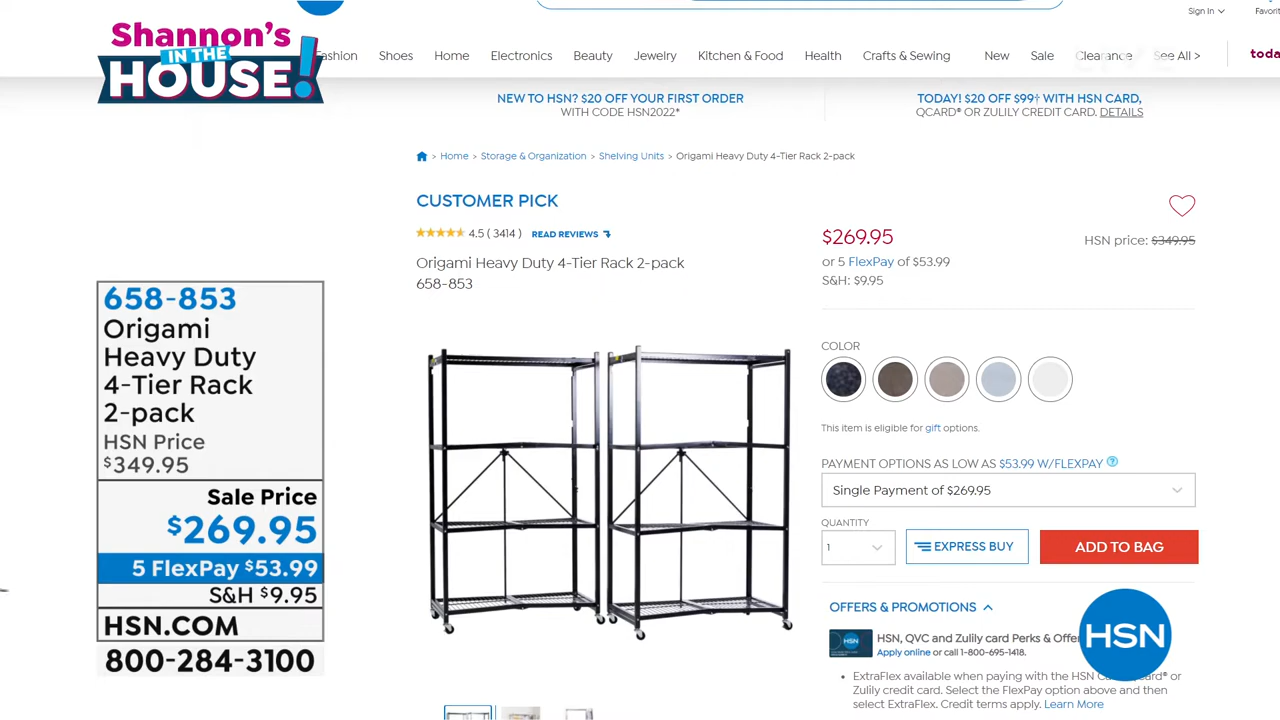 Shannon's
IN THE
HOUSE!
Sign In
Fashion Shoes Home Electronics Beauty Jewelry Kitchen & Food Health Crafts & Sewing New Sale Clearance See All >
NEW TO HSN? $20 OFF YOUR FIRST ORDER
WITH CODE HSN2022*
TODAY! $20 OFF $99† WITH HSN CARD,
QCARD® OR ZULILY CREDIT CARD. DETAILS
> Home > Storage & Organization > Shelving Units > Origami Heavy Duty 4-Tier Rack 2-pack
CUSTOMER PICK
4.5 ( 3414 ) READ REVIEWS
Origami Heavy Duty 4-Tier Rack 2-pack
658-853
$269.95
HSN price: $349.95
or 5 FlexPay of $53.99
S&H: $9.95
COLOR
This item is eligible for gift options.
PAYMENT OPTIONS AS LOW AS $53.99 W/FLEXPAY ?
Single Payment of $269.95
QUANTITY
1
EXPRESS BUY
ADD TO BAG
OFFERS & PROMOTIONS
HSN
HSN, QVC and Zulily card Perks & Offe
Apply online or call 1-800-695-1418.
• ExtraFlex available when paying with the HSN Card® or
Zulily credit card. Select the FlexPay option above and then
select ExtraFlex. Credit terms apply. Learn More
658-853
Origami
Heavy Duty
4-Tier Rack
2-pack
HSN Price
$349.95
Sale Price
$269.95
5 FlexPay $53.99
S&H $9.95
HSN.COM
800-284-3100
HSN